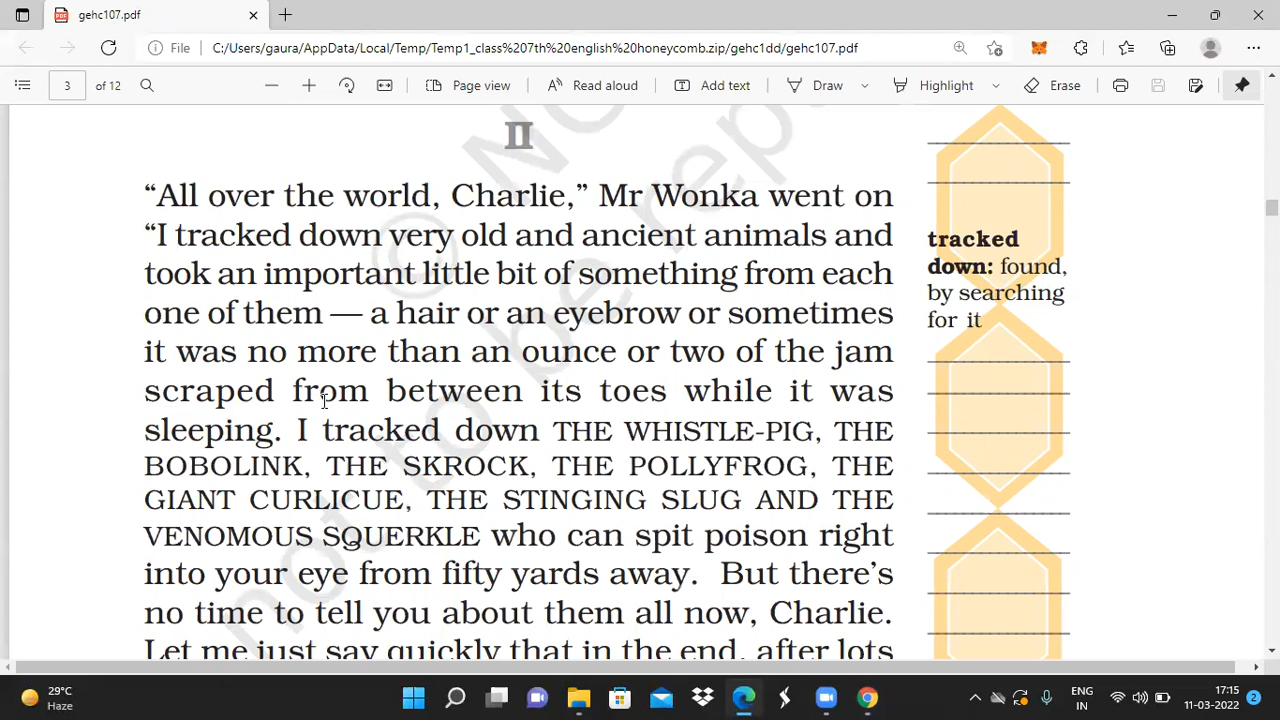 gehc107.pdf
File
C:/Users/gaura/AppData/Local/Temp/Temp1_class%207th%20english%20honeycomb.zip/gehc1dd/gehc107.pdf
3 of 12
Page view
Read aloud
Add text
Draw
Highlight
Erase
II
“All over the world, Charlie,” Mr Wonka went on
“I tracked down very old and ancient animals and
took an important little bit of something from each
one of them — a hair or an eyebrow or sometimes
it was no more than an ounce or two of the jam
scraped from between its toes while it was
sleeping. I tracked down THE WHISTLE-PIG, THE
BOBOLINK, THE SKROCK, THE POLLYFROG, THE
GIANT CURLICUE, THE STINGING SLUG AND THE
VENOMOUS SQUERKLE who can spit poison right
into your eye from fifty yards away. But there’s
no time to tell you about them all now, Charlie.
Let me just say quickly that in the end, after lots
tracked
down: found,
by searching
for it
© N
not to be rep
29°C
Haze
ENG
IN
17:15
11-03-2022
2